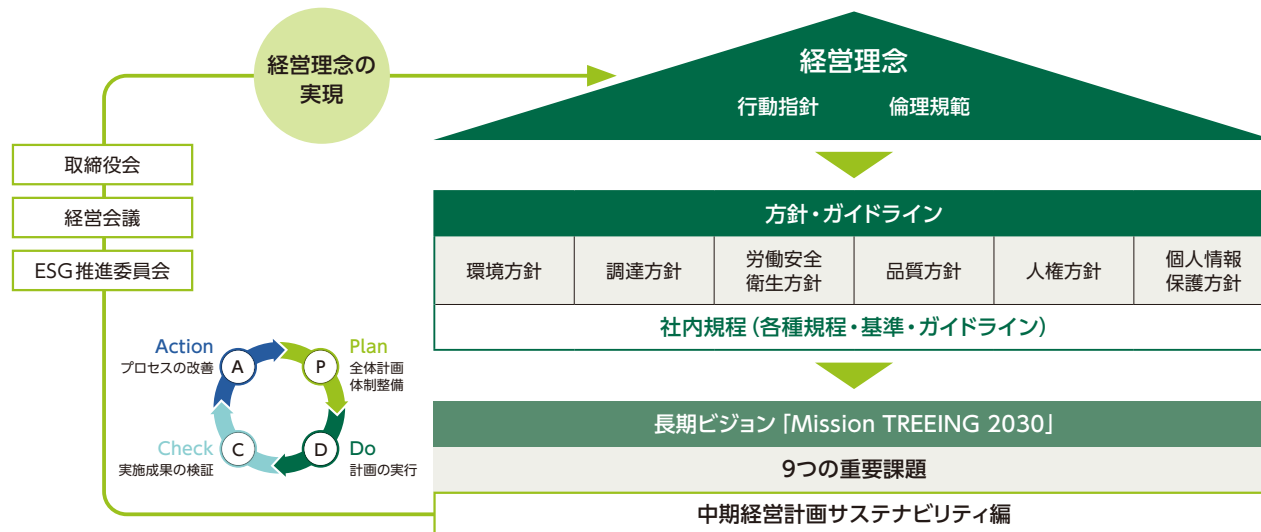 経営理念の
実現
経営理念
行動指針 倫理規範
取締役会
経営会議
ESG推進委員会
方針・ガイドライン
環境方針
調達方針
労働安全
衛生方針
品質方針
人権方針
個人情報
保護方針
社内規程（各種規程・基準・ガイドライン）
Action
プロセスの改善
A
P
Plan
全体計画
体制整備
Check
実施成果の検証
C
D
Do
計画の実行
長期ビジョン「Mission TREEING 2030」
9つの重要課題
中期経営計画サステナビリティ編